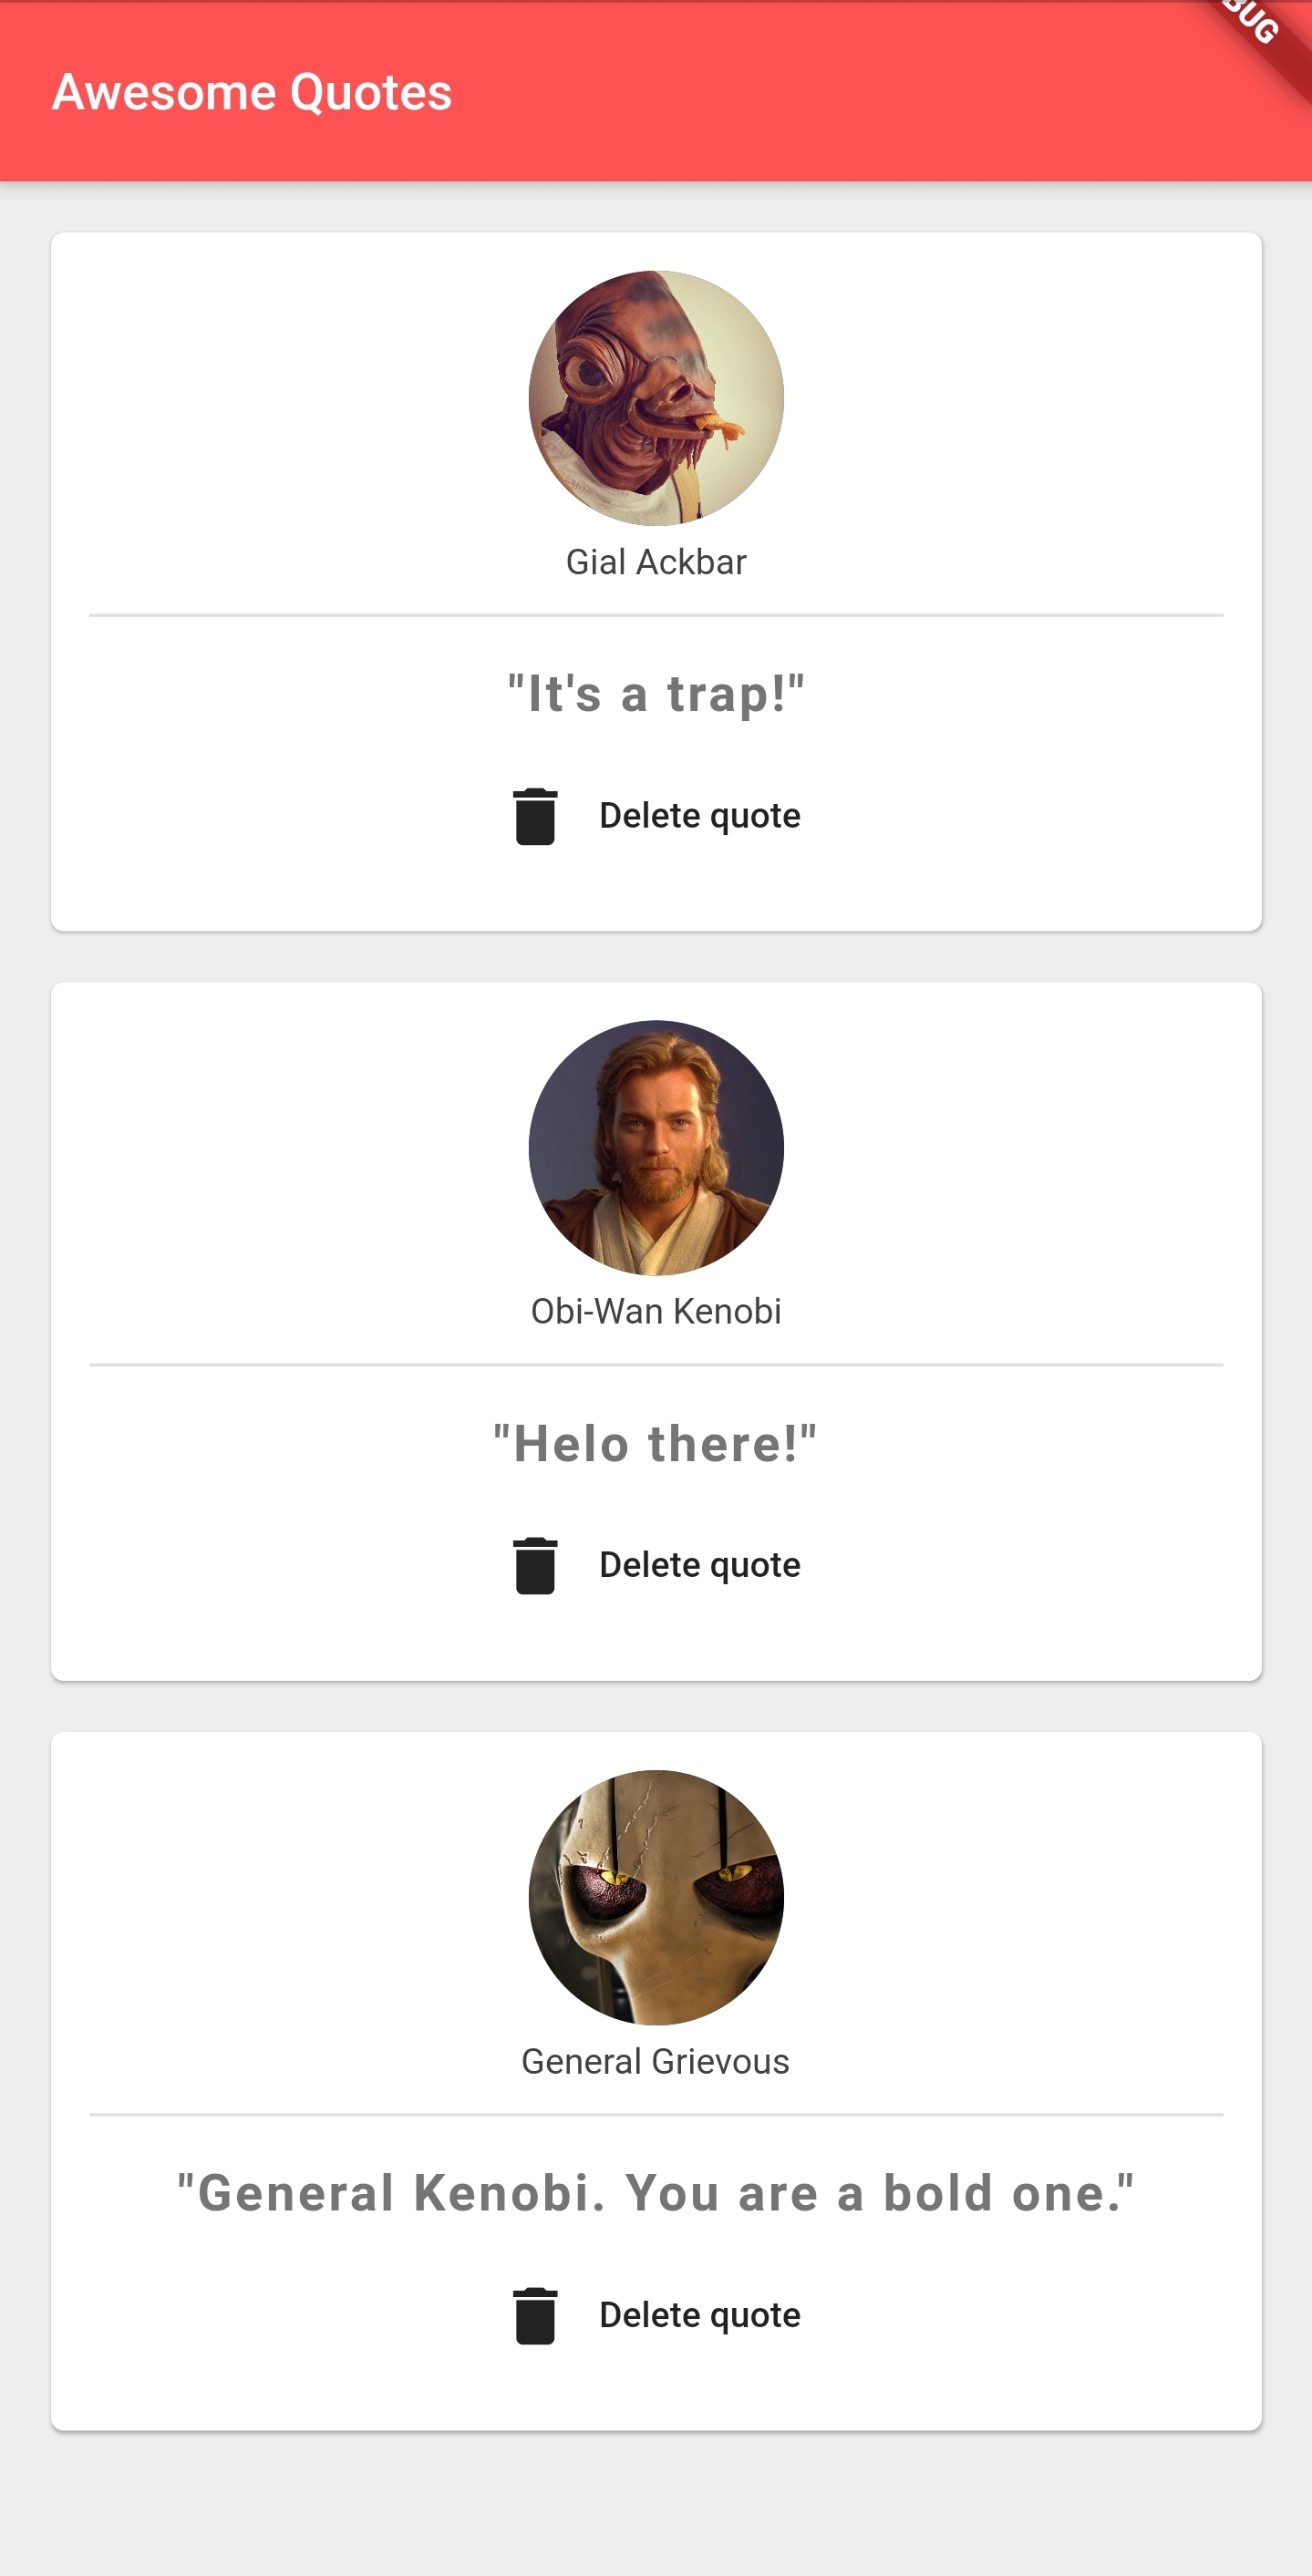 BUG
Awesome Quotes
Gial Ackbar
"It's a trap!"
Delete quote
Obi-Wan Kenobi
"Helo there!"
Delete quote
General Grievous
"General Kenobi. You are a bold one."
Delete quote